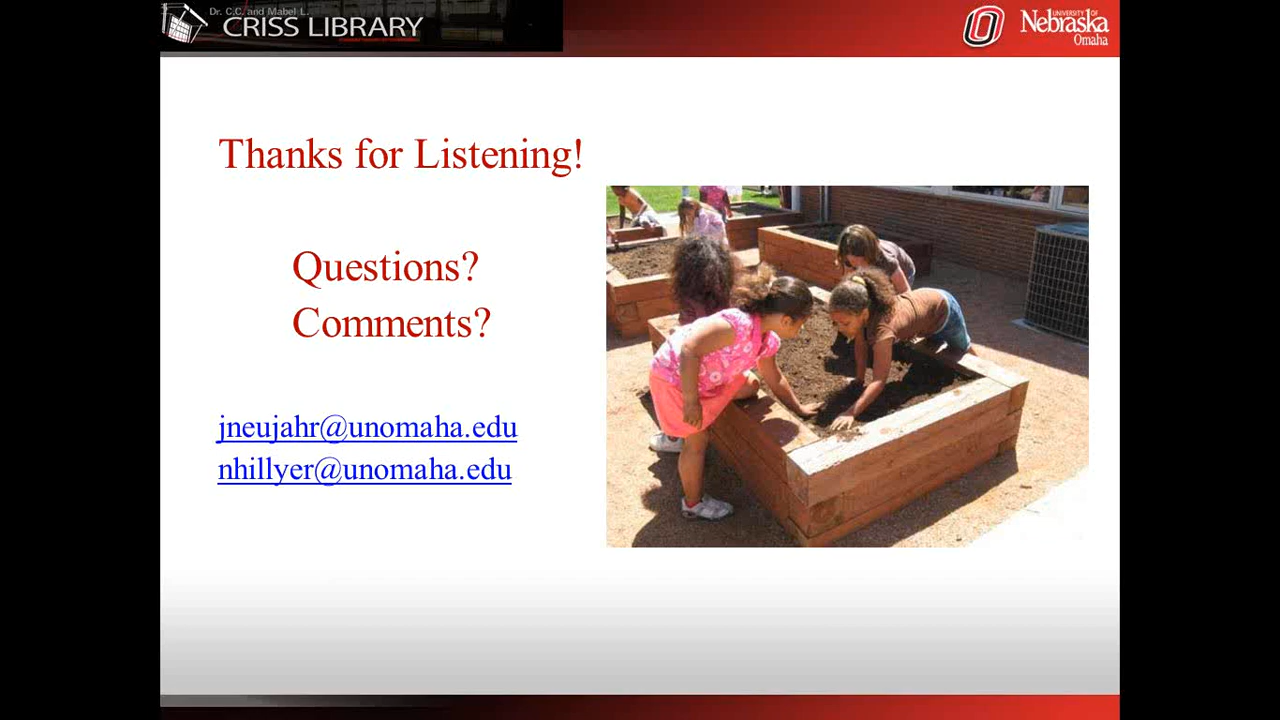 Dr. C.C. and Mabel L.
CRISS LIBRARY
UNIVERSITY OF
Nebraska
Omaha
Thanks for Listening!
Questions?
Comments?
jneujahr@unomaha.edu
nhillyer@unomaha.edu